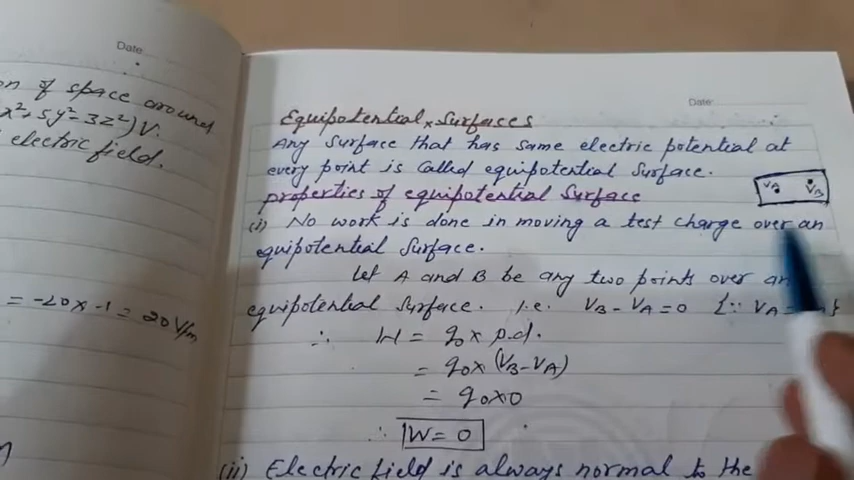 Date
on of space around
x²+5y²-3z²)V.
electric field.
= -20x-1 = 20 V/m
Date
Equipotential Surfaces
Any surface that has same electric potential at
every point is called equipotential surface.
properties of equipotential surface
(i) No work is done in moving a test charge over an
equipotential surface.
VA VB
Let A and B be any two points over an
equipotential surface. i.e. VB - VA = 0 {∵ VA =
∴ W = q0 x p.d.
= q0 x (VB - VA)
= q0 x 0
∴ W = 0
(ii) Electric field is always normal to the